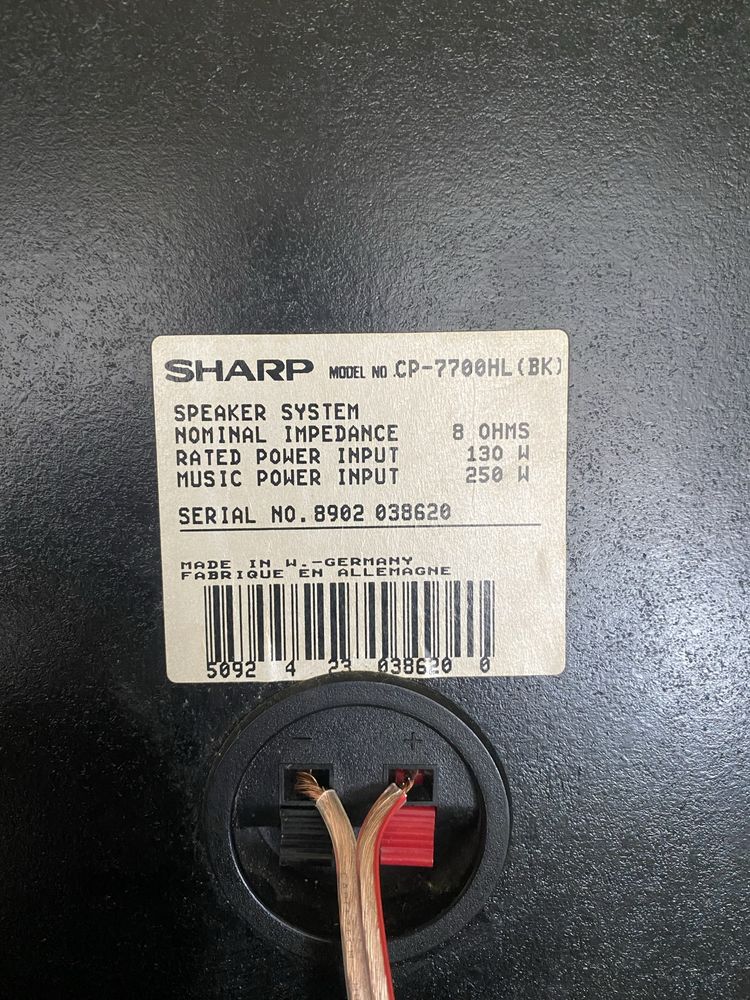 SHARP MODEL NO. CP-7700HL(BK)
SPEAKER SYSTEM
NOMINAL IMPEDANCE 8 OHMS
RATED POWER INPUT 130 W
MUSIC POWER INPUT 250 W
SERIAL NO. 8902 038620
MADE IN W.-GERMANY
FABRIQUE EN ALLEMAGNE
5092 4 23 038620 0
- +